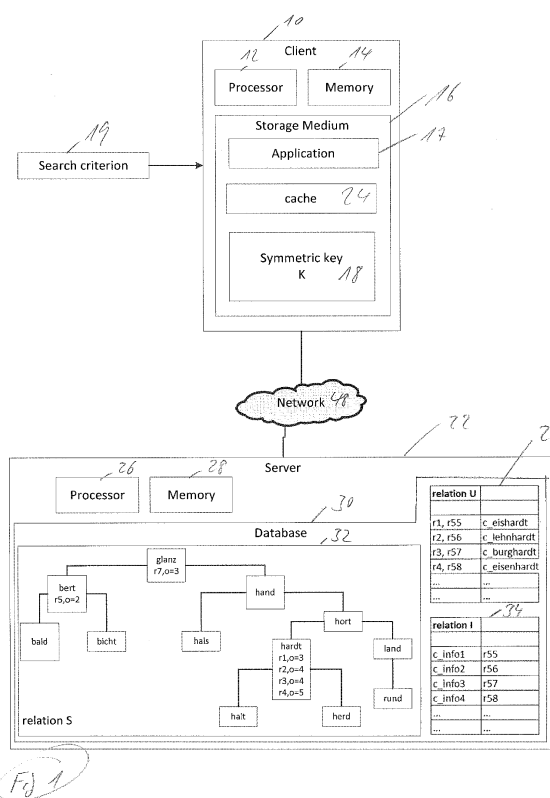 10
Client
12
14
Processor
Memory
16
Storage Medium
17
Application
19
Search criterion
cache 24
Symmetric key
K 18
Network 48
22
Server
26
28
2
Processor
Memory
30
Database
32
relation U
r1, r55 c_eishardt
r2, r56 c_lehnhardt
r3, r57 c_burghardt
r4, r58 c_eisenhardt
... ...
... ...
glanz
r7,o=3
bert
r5,o=2
hand
bald
bicht
hals
hort
hardt
r1,o=3
r2,o=4
r3,o=4
r4,o=5
land
halt
herd
rund
relation S
34
relation I
c_info1 r55
c_info2 r56
c_info3 r57
c_info4 r58
... ...
... ...
Fig 1